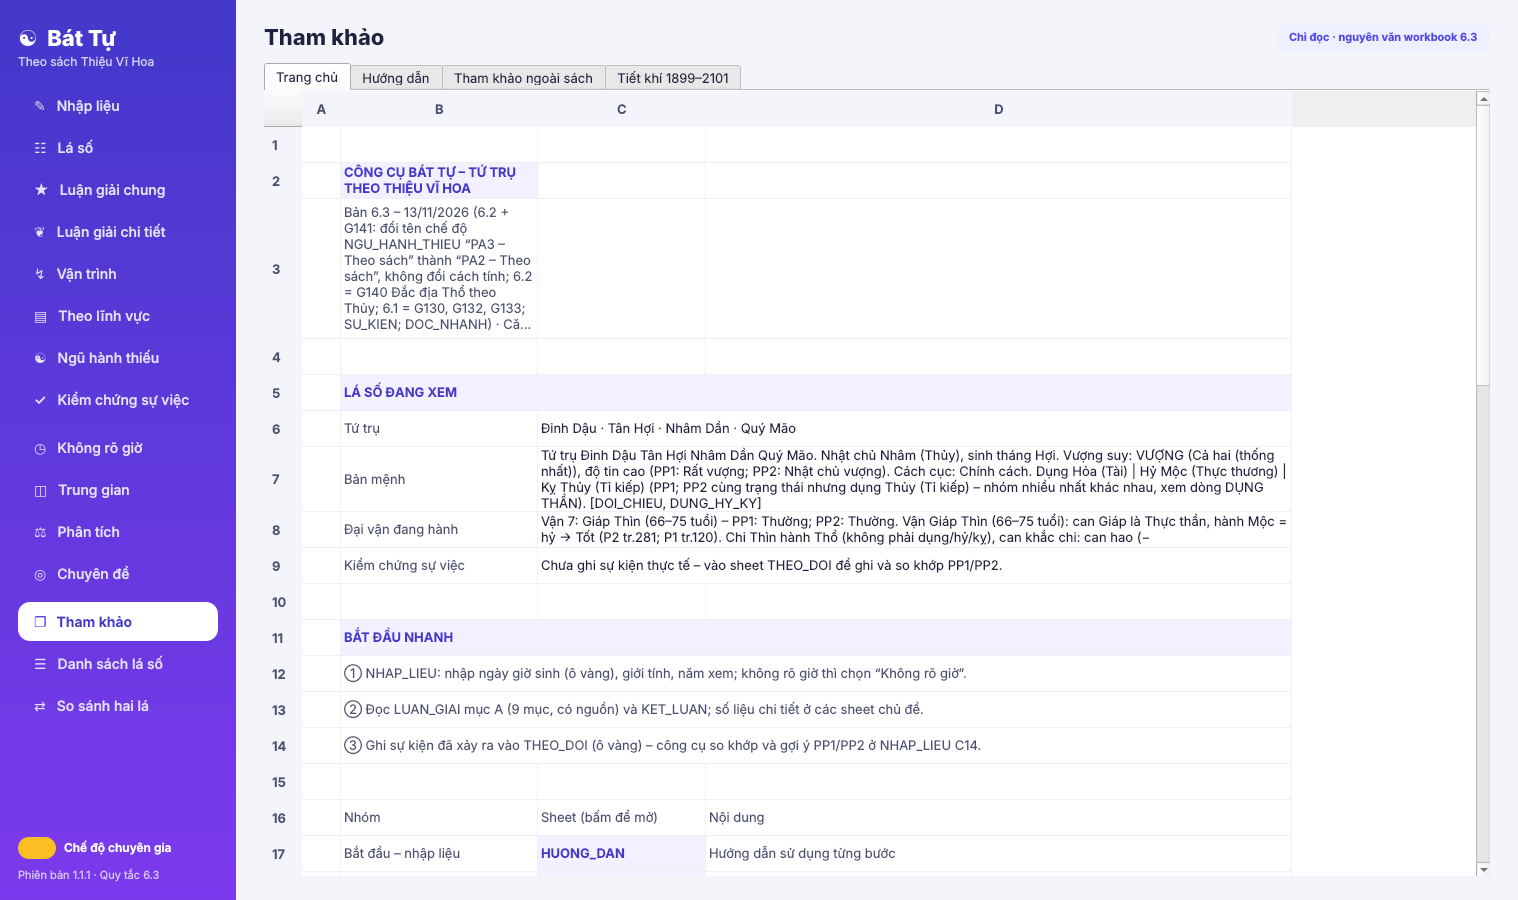 ☯ Bát Tự
Theo sách Thiệu Vĩ Hoa
Nhập liệu
Lá số
Luận giải chung
Luận giải chi tiết
Vận trình
Theo lĩnh vực
Ngũ hành thiếu
Kiểm chứng sự việc
Không rõ giờ
Trung gian
Phân tích
Chuyên đề
Tham khảo
Danh sách lá số
So sánh hai lá
Chế độ chuyên gia
Phiên bản 1.1.1 · Quy tắc 6.3
Tham khảo
Chỉ đọc · nguyên văn workbook 6.3
Trang chủ
Hướng dẫn
Tham khảo ngoài sách
Tiết khí 1899–2101
A B C D
1
2 CÔNG CỤ BÁT TỰ – TỨ TRỤ
THEO THIỆU VĨ HOA
3 Bản 6.3 – 13/11/2026 (6.2 +
G141: đổi tên chế độ
NGU_HANH_THIEU “PA3 –
Theo sách” thành “PA2 – Theo
sách”, không đổi cách tính; 6.2
= G140 Đắc địa Thổ theo
Thủy; 6.1 = G130, G132, G133;
SU_KIEN; DOC_NHANH) · Că...
4
5 LÁ SỐ ĐANG XEM
6 Tứ trụ Đinh Dậu · Tân Hợi · Nhâm Dần · Quý Mão
7 Bản mệnh Tứ trụ Đinh Dậu Tân Hợi Nhâm Dần Quý Mão. Nhật chủ Nhâm (Thủy), sinh tháng Hợi. Vượng suy: VƯỢNG (Cả hai (thống
nhất)), độ tin cao (PP1: Rất vượng; PP2: Nhật chủ vượng). Cách cục: Chính cách. Dụng Hỏa (Tài) | Hỷ Mộc (Thực thương) |
Kỵ Thủy (Tỉ kiếp) (PP1; PP2 cùng trạng thái nhưng dụng Thủy (Tỉ kiếp) – nhóm nhiều nhất khác nhau, xem dòng DỤNG
THẦN). [DOI_CHIEU, DUNG_HY_KY]
8 Đại vận đang hành Vận 7: Giáp Thìn (66–75 tuổi) – PP1: Thường; PP2: Thường. Vận Giáp Thìn (66–75 tuổi): can Giáp là Thực thần, hành Mộc =
hỷ → Tốt (P2 tr.281; P1 tr.120). Chi Thìn hành Thổ (không phải dụng/hỷ/kỵ), can khắc chi: can hao (–
9 Kiểm chứng sự việc Chưa ghi sự kiện thực tế – vào sheet THEO_DOI để ghi và so khớp PP1/PP2.
10
11 BẮT ĐẦU NHANH
12 ① NHAP_LIEU: nhập ngày giờ sinh (ô vàng), giới tính, năm xem; không rõ giờ thì chọn “Không rõ giờ”.
13 ② Đọc LUAN_GIAI mục A (9 mục, có nguồn) và KET_LUAN; số liệu chi tiết ở các sheet chủ đề.
14 ③ Ghi sự kiện đã xảy ra vào THEO_DOI (ô vàng) – công cụ so khớp và gợi ý PP1/PP2 ở NHAP_LIEU C14.
15
16 Nhóm Sheet (bấm để mở) Nội dung
17 Bắt đầu – nhập liệu HUONG_DAN Hướng dẫn sử dụng từng bước